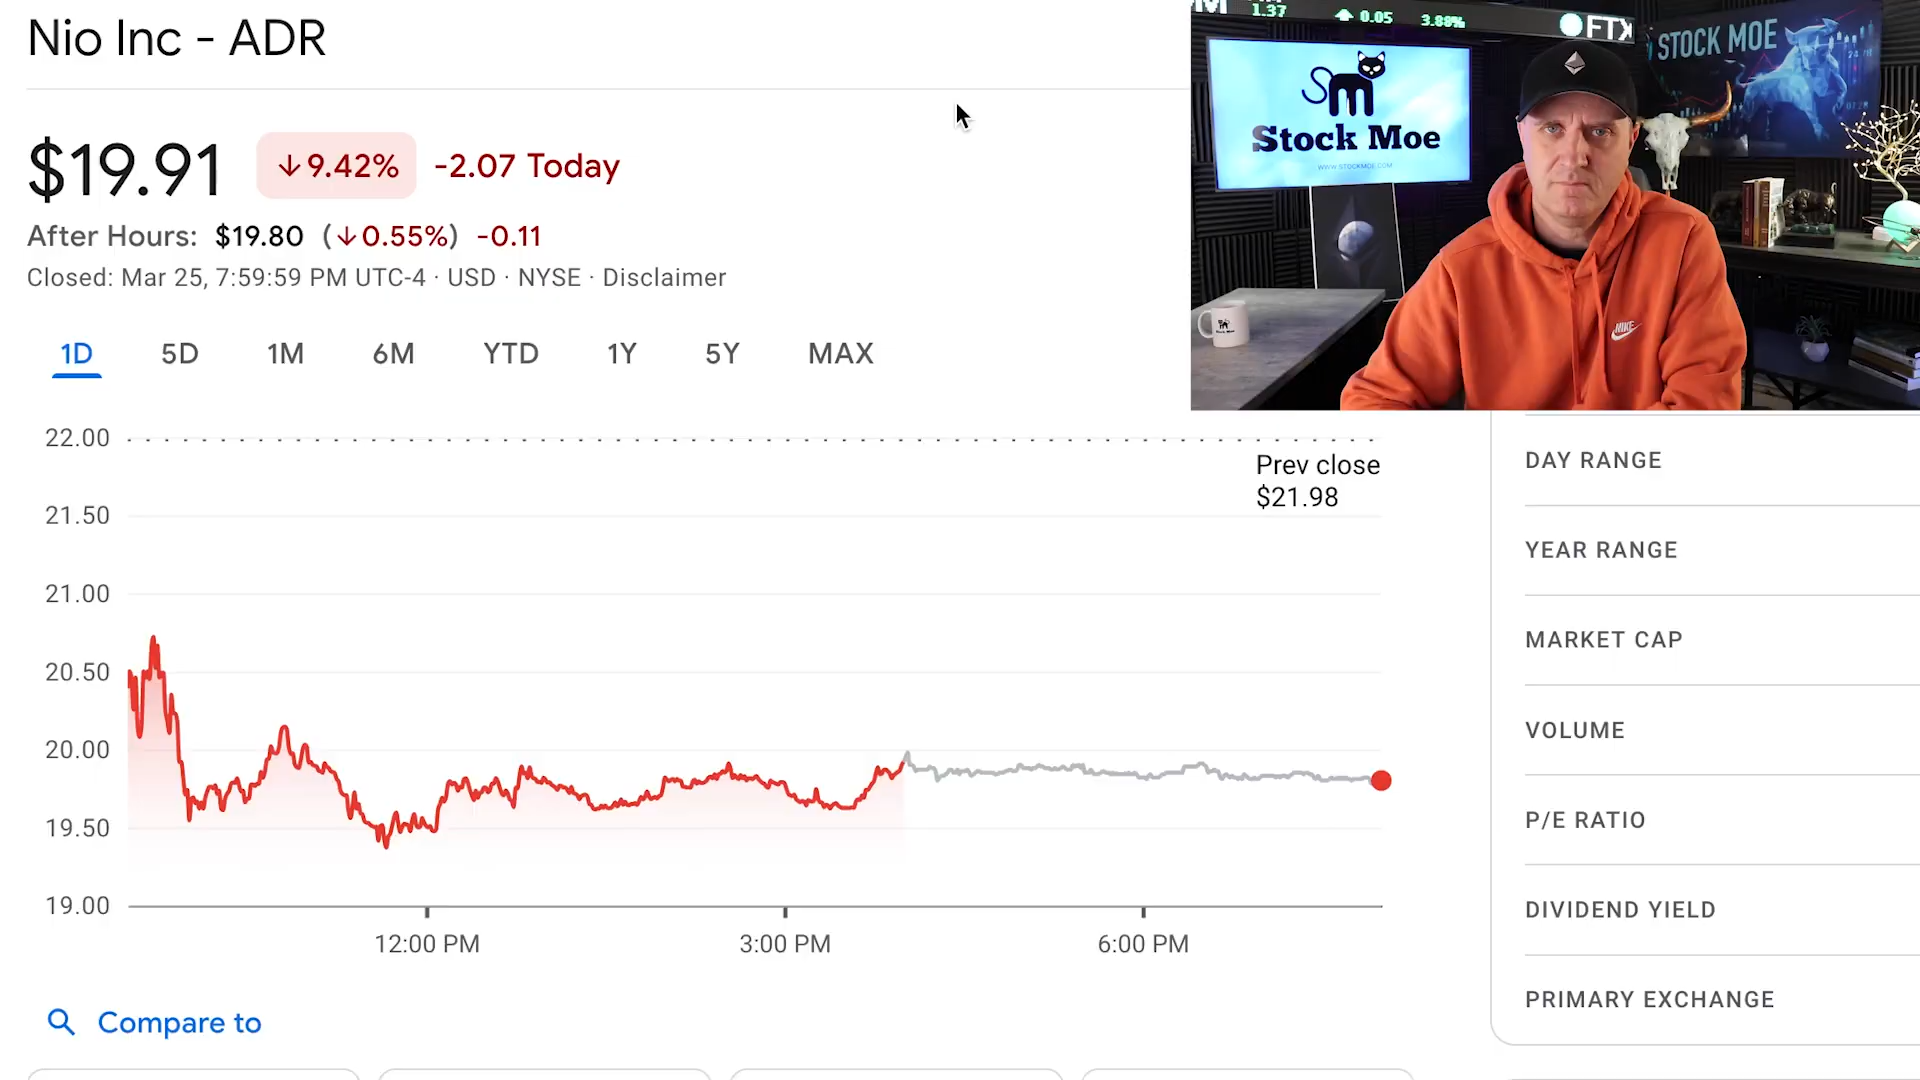 Nio Inc - ADR
$19.91 ↓9.42% -2.07 Today
After Hours: $19.80 (↓0.55%) -0.11
Closed: Mar 25, 7:59:59 PM UTC-4 · USD · NYSE · Disclaimer
1D 5D 1M 6M YTD 1Y 5Y MAX
22.00
Prev close
$21.98
21.50
21.00
20.50
20.00
19.50
19.00
12:00 PM 3:00 PM 6:00 PM
Compare to
1.37 0.05 3.88%
FTX
STOCK MOE
Sm
Stock Moe
WWW.STOCKMOE.COM
NIKE
DAY RANGE
YEAR RANGE
MARKET CAP
VOLUME
P/E RATIO
DIVIDEND YIELD
PRIMARY EXCHANGE